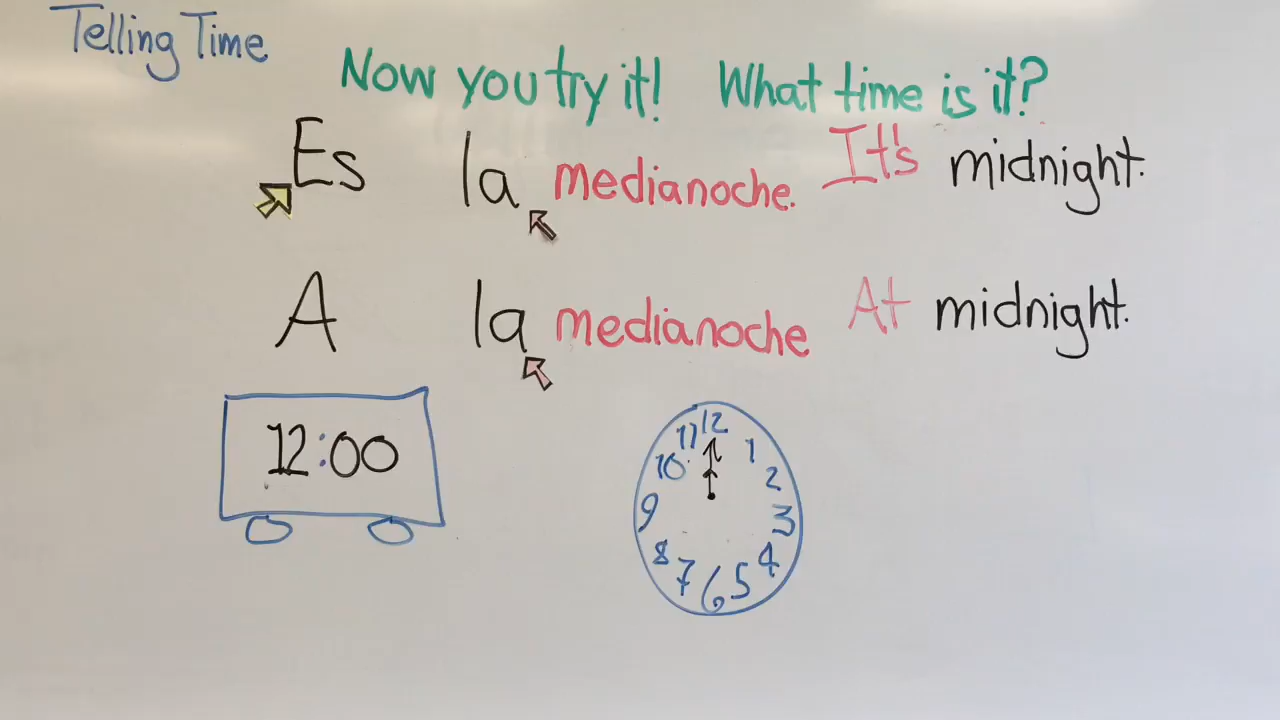 Telling Time
Now you try it! What time is it?
Es la medianoche. It's midnight.
A la medianoche At midnight.
12:00
12
11 1
10 2
9 3
8 4
7 6 5